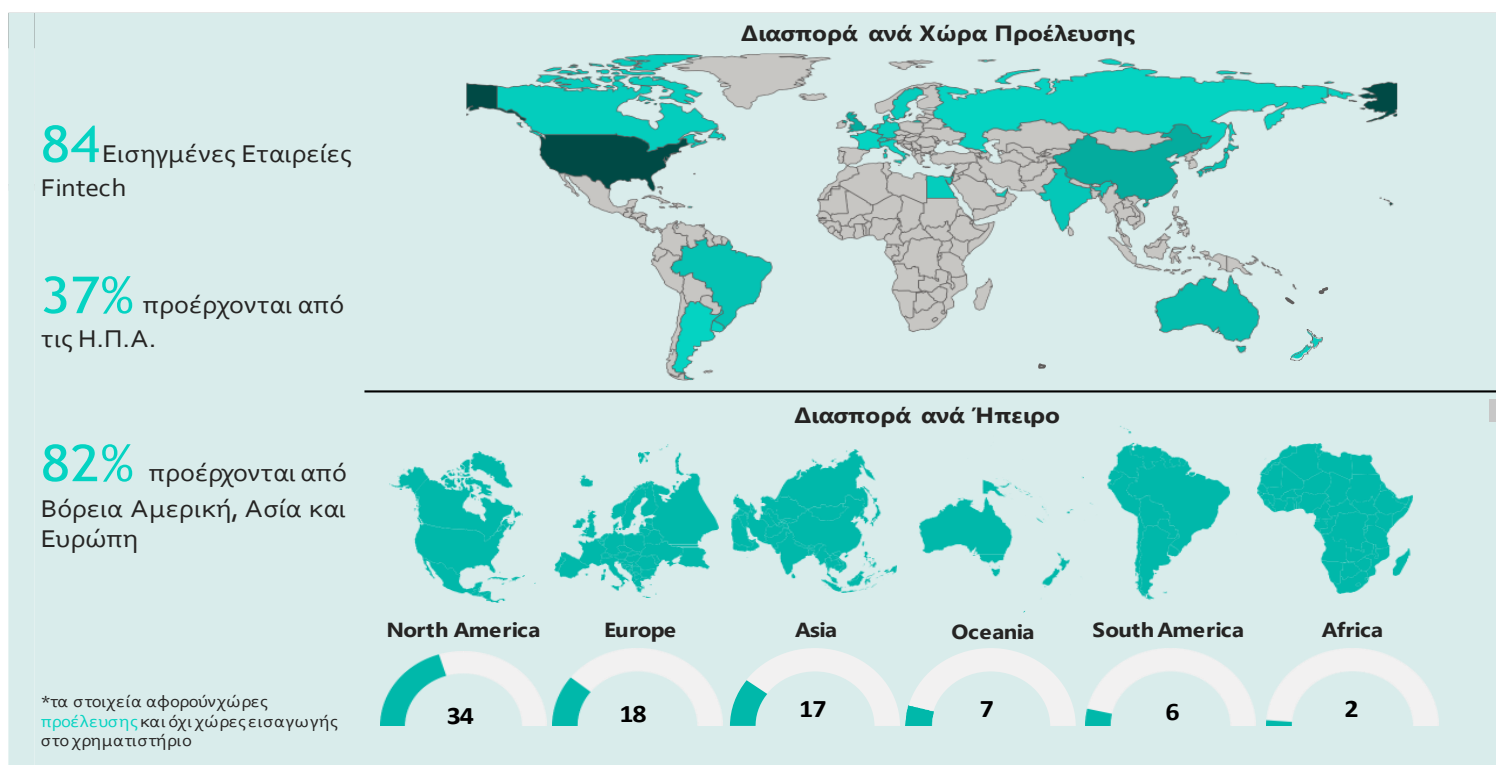 Διασπορά ανά Χώρα Προέλευσης
84 Εισηγμένες Εταιρείες
Fintech
37% προέρχονται από
τις Η.Π.Α.
82% προέρχονται από
Βόρεια Αμερική, Ασία και
Ευρώπη
*τα στοιχεία αφορούνχώρες
προέλευσης και όχι χώρες εισαγωγής
στο χρηματιστήριο
Διασπορά ανά Ήπειρο
North America Europe Asia Oceania South America Africa
34 18 17 7 6 2